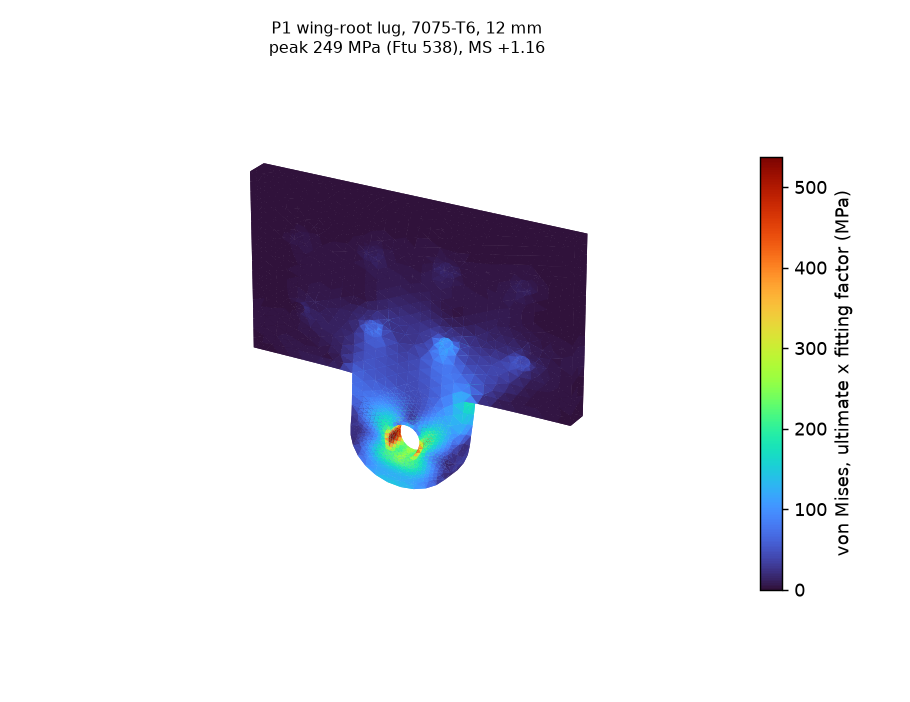 P1 wing-root lug, 7075-T6, 12 mm
peak 249 MPa (Ftu 538), MS +1.16
500
400
300
200
100
0
von Mises, ultimate x fitting factor (MPa)